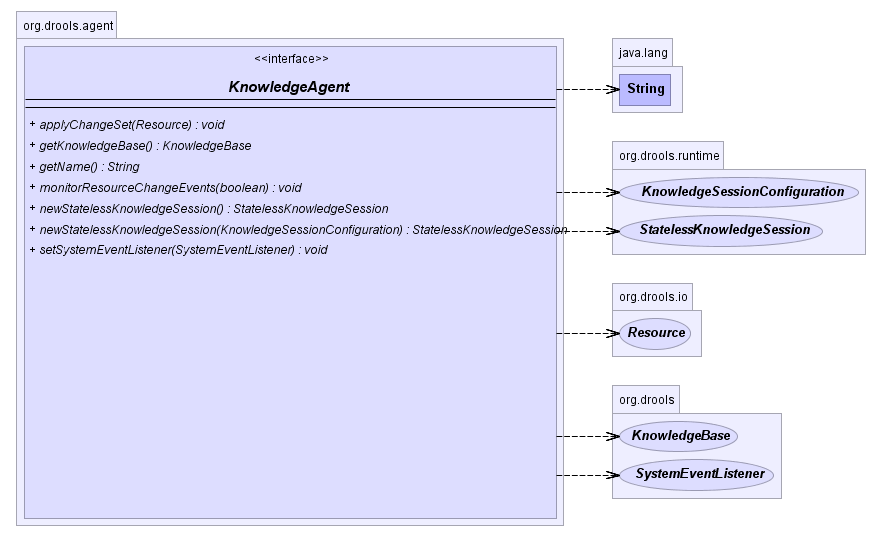 org.drools.agent
<<interface>>
KnowledgeAgent
+ applyChangeSet(Resource) : void
+ getKnowledgeBase() : KnowledgeBase
+ getName() : String
+ monitorResourceChangeEvents(boolean) : void
+ newStatelessKnowledgeSession() : StatelessKnowledgeSession
+ newStatelessKnowledgeSession(KnowledgeSessionConfiguration) : StatelessKnowledgeSession
+ setSystemEventListener(SystemEventListener) : void
java.lang
String
org.drools.runtime
KnowledgeSessionConfiguration
StatelessKnowledgeSession
org.drools.io
Resource
org.drools
KnowledgeBase
SystemEventListener